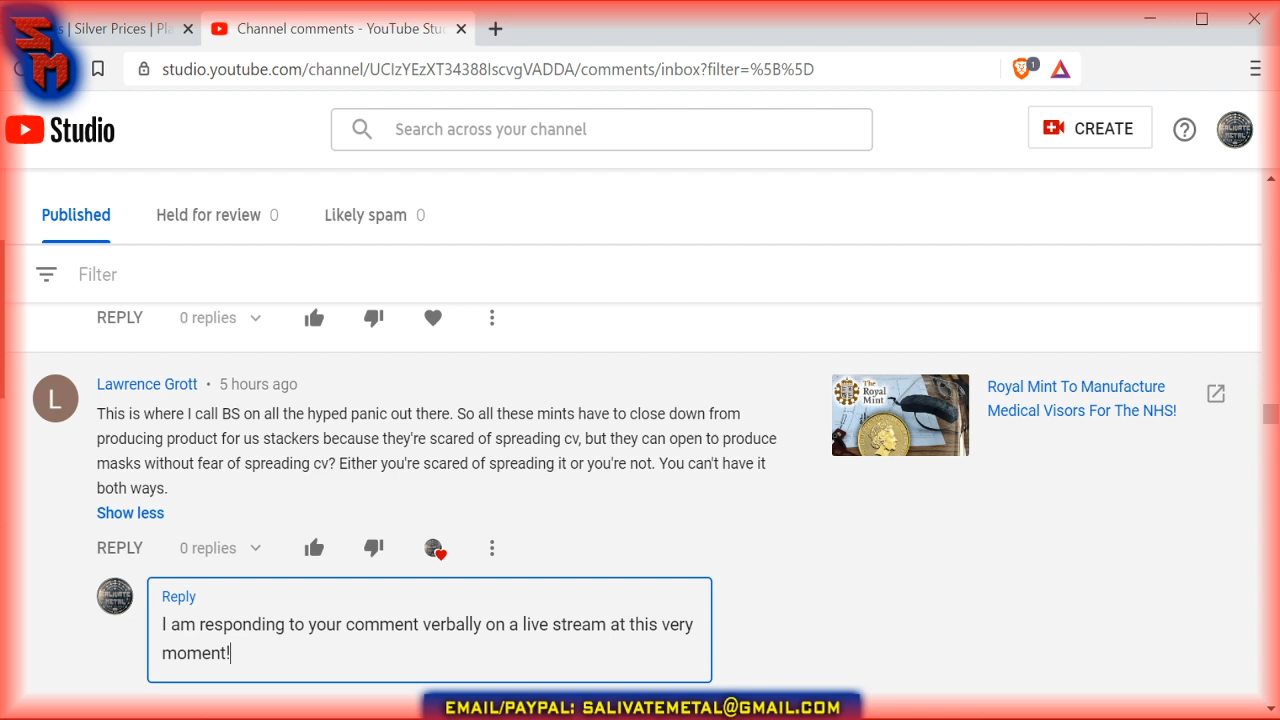 s | Silver Prices | Pla
Channel comments - YouTube Stud
SM
studio.youtube.com/channel/UCIzYEzXT34388IscvgVADDA/comments/inbox?filter=%5B%5D
1
Studio
Search across your channel
CREATE
Published
Held for review 0
Likely spam 0
Filter
REPLY
0 replies
L
Lawrence Grott • 5 hours ago
This is where I call BS on all the hyped panic out there. So all these mints have to close down from
producing product for us stackers because they're scared of spreading cv, but they can open to produce
masks without fear of spreading cv? Either you're scared of spreading it or you're not. You can't have it
both ways.
Show less
The
Royal
Mint
Royal Mint To Manufacture
Medical Visors For The NHS!
REPLY
0 replies
Reply
I am responding to your comment verbally on a live stream at this very
moment!
EMAIL/PAYPAL: SALIVATEMETAL@GMAIL.COM